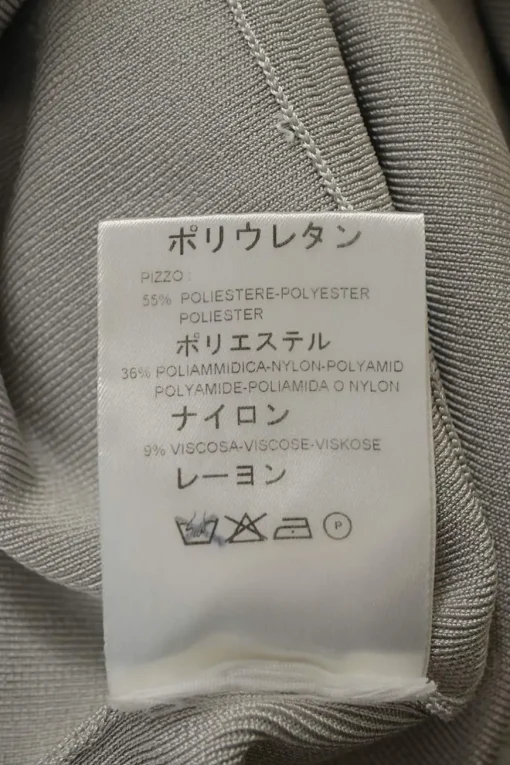 ポリウレタン
PIZZO:
55% POLIESTERE-POLYESTER
POLIESTER
ポリエステル
36% POLIAMMIDICA-NYLON-POLYAMID
POLYAMIDE-POLIAMIDA O NYLON
ナイロン
9% VISCOSA-VISCOSE-VISKOSE
レーヨン
P